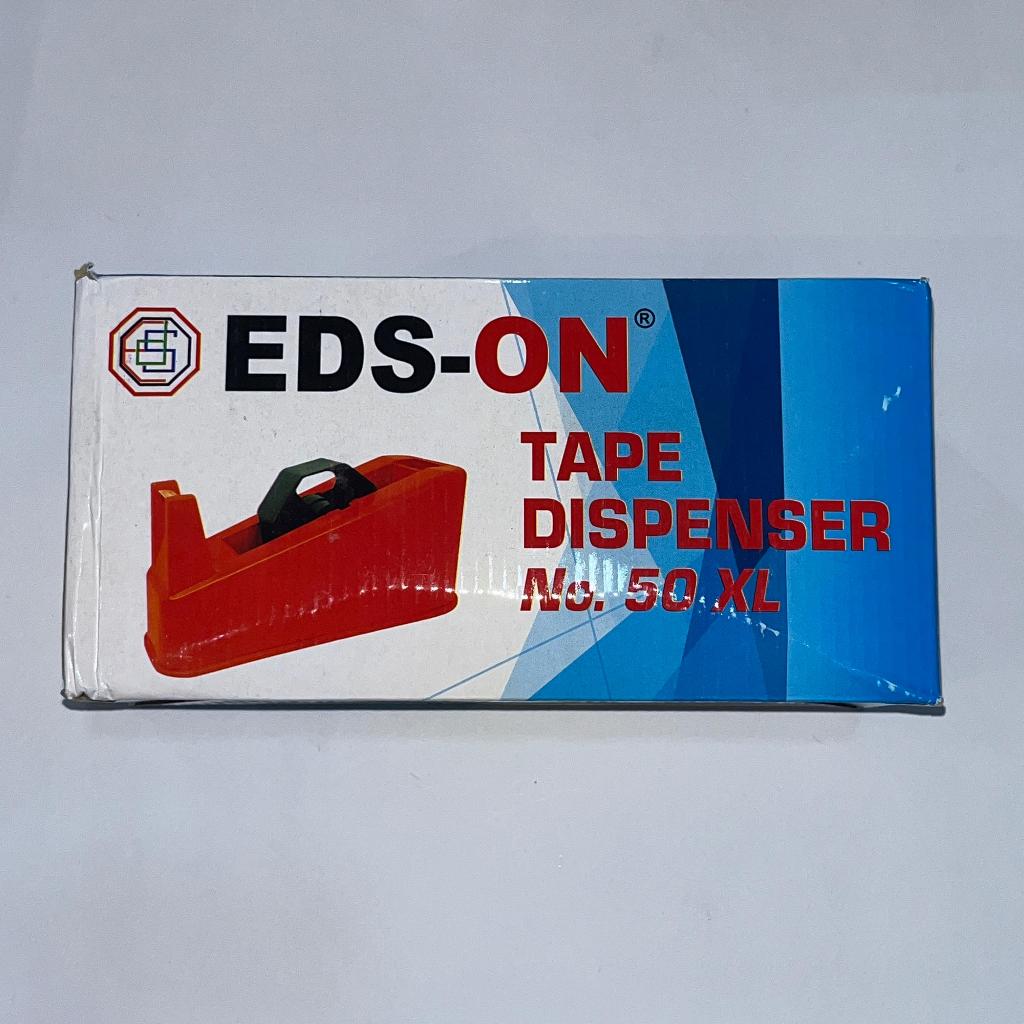 EDS-ON®
TAPE
DISPENSER
No. 50 XL